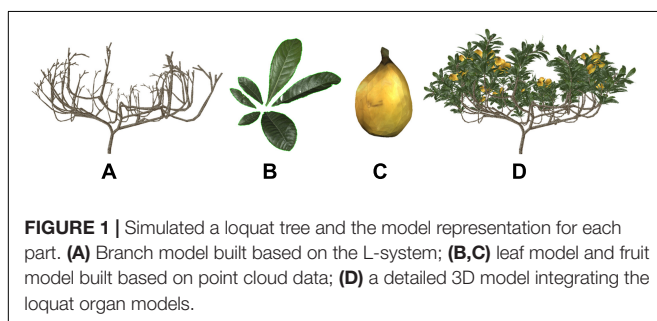 A B C D
FIGURE 1 | Simulated a loquat tree and the model representation for each
part. (A) Branch model built based on the L-system; (B,C) leaf model and fruit
model built based on point cloud data; (D) a detailed 3D model integrating the
loquat organ models.